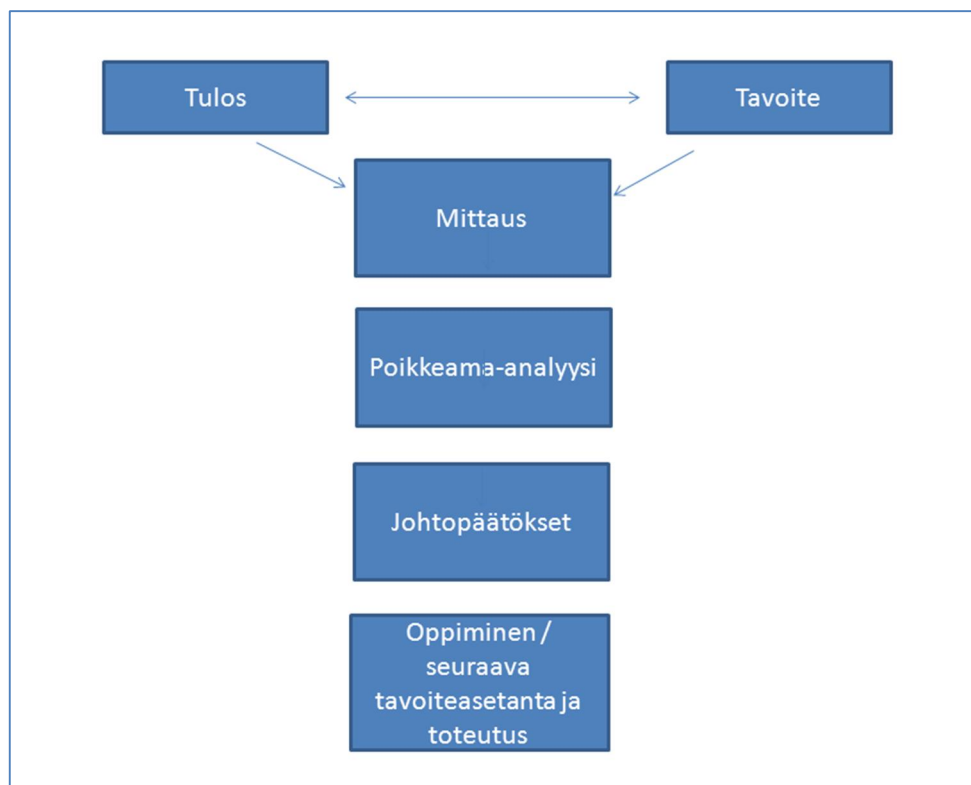 Tulos
Tavoite
Mittaus
Poikkeama-analyysi
Johtopäätökset
Oppiminen /
seuraava
tavoiteasetanta ja
toteutus